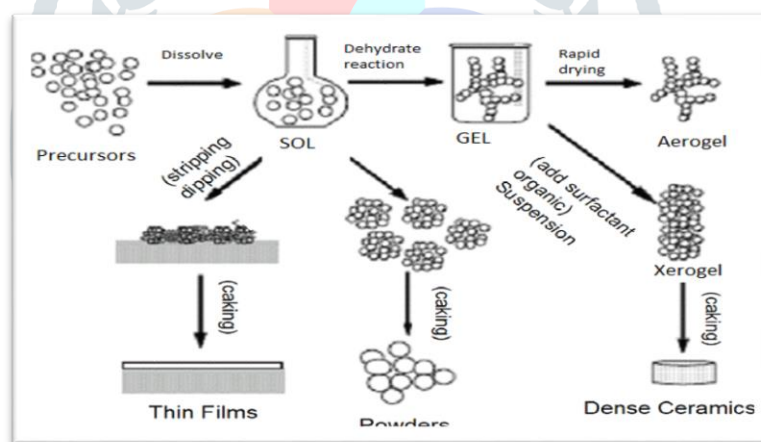 Dissolve
Dehydrate
reaction
Rapid
drying
Precursors
SOL
GEL
Aerogel
(stripping
dipping)
(add surfactant
organic)
Suspension
Xerogel
(caking)
(caking)
(caking)
Thin Films
Powders
Dense Ceramics